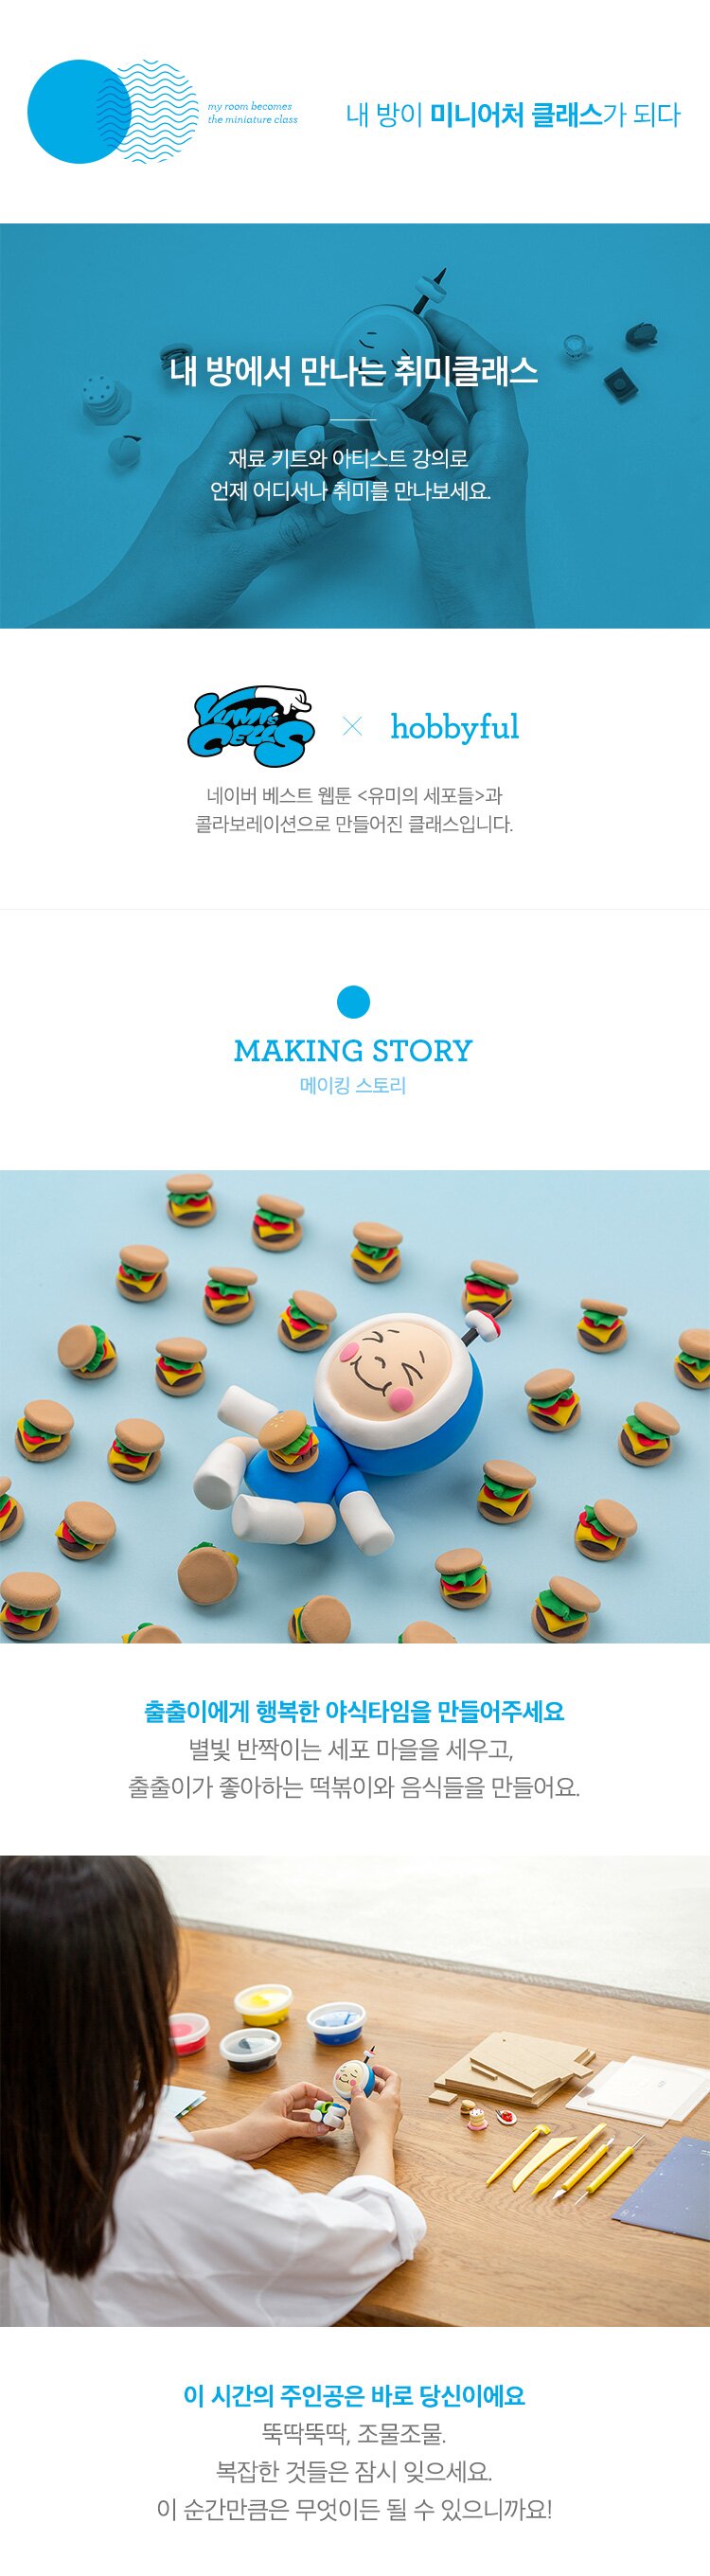 my room becomes
the miniature class
내 방이 미니어처 클래스가 되다
내 방에서 만나는 취미클래스
재료 키트와 아티스트 강의로
언제 어디서나 취미를 만나보세요.
YUMI's
CELLS
× hobbyful
네이버 베스트 웹툰 <유미의 세포들>과
콜라보레이션으로 만들어진 클래스입니다.
MAKING STORY
메이킹 스토리
출출이에게 행복한 야식타임을 만들어주세요
별빛 반짝이는 세포 마을을 세우고,
출출이가 좋아하는 떡볶이와 음식들을 만들어요.
이 시간의 주인공은 바로 당신이에요
뚝딱뚝딱, 조물조물.
복잡한 것들은 잠시 잊으세요.
이 순간만큼은 무엇이든 될 수 있으니까요!